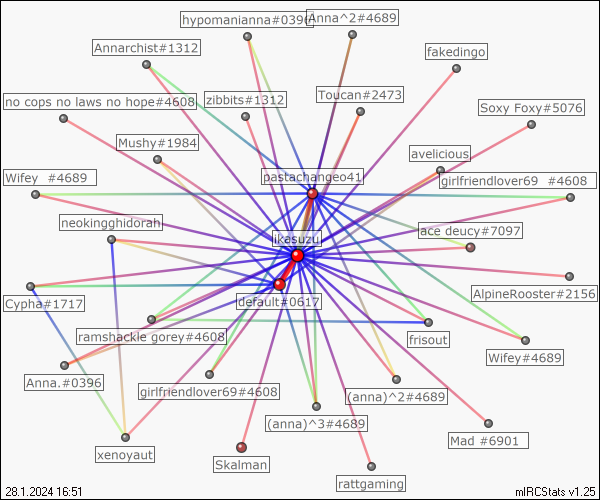 hypomanianna#0396
Anna^2#4689
Annarchist#1312
fakedingo
no cops no laws no hope#4608
zibbits#1312
Toucan#2473
Soxy Foxy#5076
Mushy#1984
avelicious
Wifey   #4689
pastachangeo41
girlfriendlover69   #4608
neokingghidorah
ace deucy#7097
ikasuzu
Cypha#1717
default#0617
AlpineRooster#2156
ramshackle gorey#4608
frisout
Wifey#4689
Anna.#0396
girlfriendlover69#4608
(anna)^2#4689
(anna)^3#4689
Mad #6901
xenoyaut
Skalman
rattgaming
28.1.2024 16:51
mIRCStats v1.25